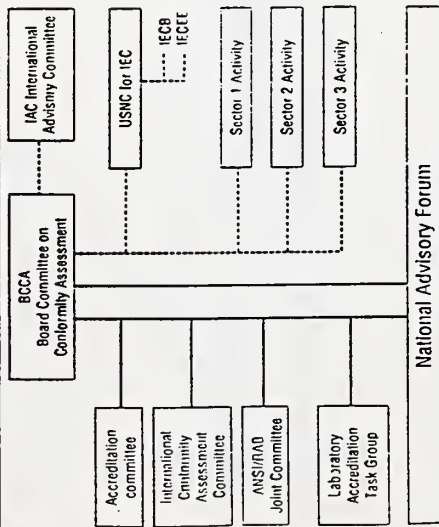 BCCA
Board Committee on
Conformity Assessment
IAC International
Advisory Committee
USNC for IEC
IECB
IECEE
Accreditation
committee
International
Conformity
Assessment
Committee
ANSI/RAB
Joint Committee
Laboratory
Accreditation
Task Group
Sector 1 Activity
Sector 2 Activity
Sector 3 Activity
National Advisory Forum